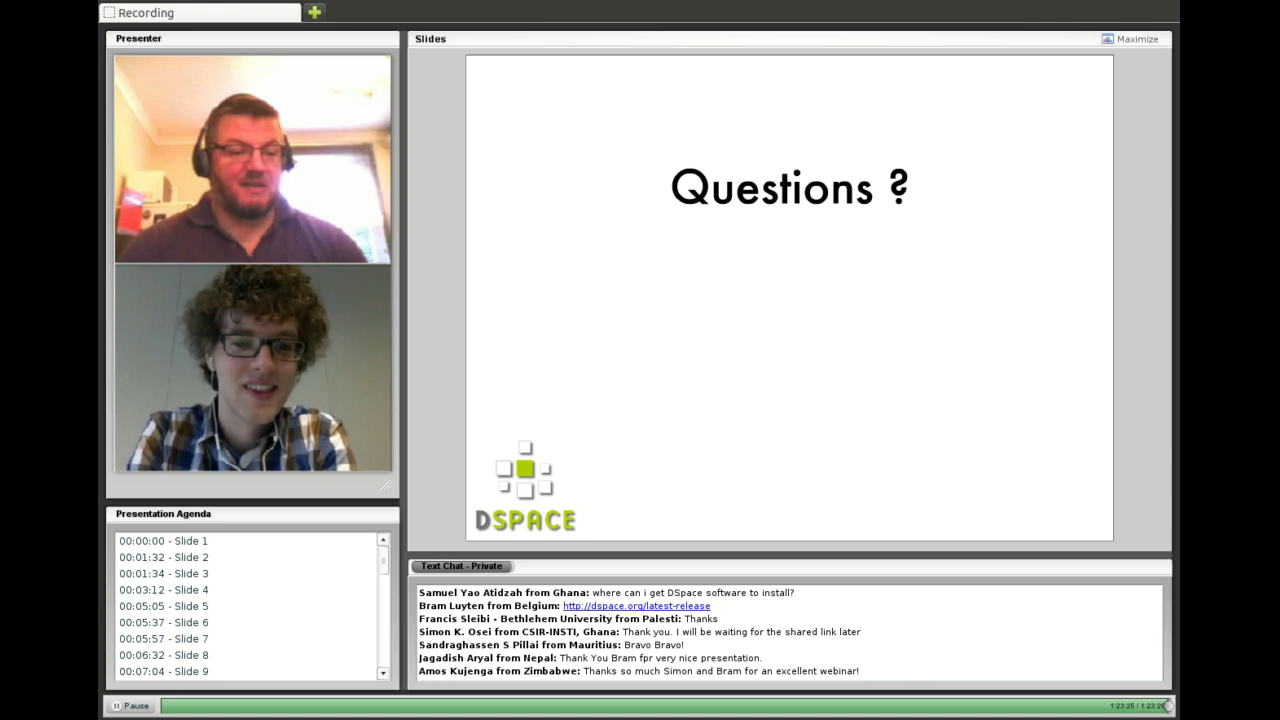 Recording
Presenter
Slides
Maximize
Questions ?
DSPACE
Presentation Agenda
00:00:00 - Slide 1
00:01:32 - Slide 2
00:01:34 - Slide 3
00:03:12 - Slide 4
00:05:05 - Slide 5
00:05:37 - Slide 6
00:05:57 - Slide 7
00:06:32 - Slide 8
00:07:04 - Slide 9
Text Chat - Private
Samuel Yao Atidzah from Ghana: where can i get DSpace software to install?
Bram Luyten from Belgium: http://dspace.org/latest-release
Francis Sleibi - Bethlehem University from Palesti: Thanks
Simon K. Osei from CSIR-INSTI, Ghana: Thank you. I will be waiting for the shared link later
Sandraghassen S Pillai from Mauritius: Bravo Bravo!
Jagadish Aryal from Nepal: Thank You Bram fpr very nice presentation.
Amos Kujenga from Zimbabwe: Thanks so much Simon and Bram for an excellent webinar!
Pause
1:23:25 /